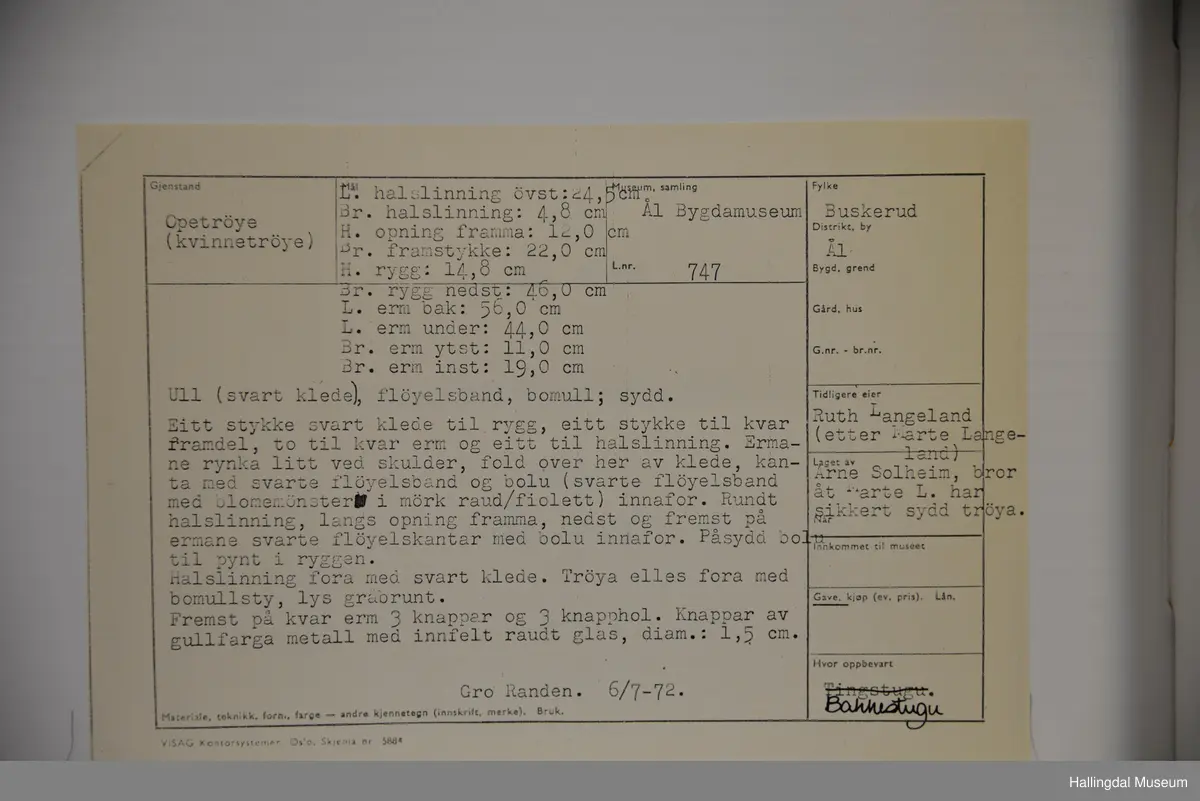 Gjenstand
Opetröye
(kvinnetröye)
Mål
L. halslinning övst:24,5 cm.
Br. halslinning: 4,8 cm
H. opning framma: 12,0 cm
Br. framstykke: 22,0 cm
H. rygg: 14,8 cm
Br. rygg nedst: 46,0 cm
L. erm bak: 56,0 cm
L. erm under: 44,0 cm
Br. erm ytst: 11,0 cm
Br. erm inst: 19,0 cm
Museum, samling
Ål Bygdamuseum
L.nr. 747
Ull (svart klede), flöyelsband, bomull; sydd.
Eitt stykke svart klede til rygg, eitt stykke til kvar
framdel, to til kvar erm og eitt til halslinning. Erma-
ne rynka litt ved skulder, fold over her av klede, kan-
ta med svarte flöyelsband og bolu (svarte flöyelsband
med blomemönster i mörk raud/fiolett) innafor. Rundt
halslinning, langs opning framma, nedst og fremst på
ermane svarte flöyelskantar med bolu innafor. Påsydd bolu
til pynt i ryggen.
Halslinning fora med svart klede. Tröya elles fora med
bomullsty, lys gråbrunt.
Fremst på kvar erm 3 knappar og 3 knapphol. Knappar av
gullfarga metall med innfelt raudt glas, diam.: 1,5 cm.
Gro Randen. 6/7-72.
Materiale, teknikk, form, farge — andre kjennetegn (innskrift, merke). Bruk.
Fylke
Buskerud
Distrikt, by
Ål
Bygd, grend
Gård, hus
G.nr. - br.nr.
Tidligere eier
Ruth Langeland
(etter Marte Lange-
land)
Laget av
Arne Solheim, bror
åt Marte L. har
sikkert sydd tröya.
Når
Innkommet til museet
Gave, kjøp (ev. pris). Lån.
Hvor oppbevart
Tingstugu.
Bakkestugu
VISAG Kontorsystemer. Oslo. Skjema nr. 5884
Hallingdal Museum